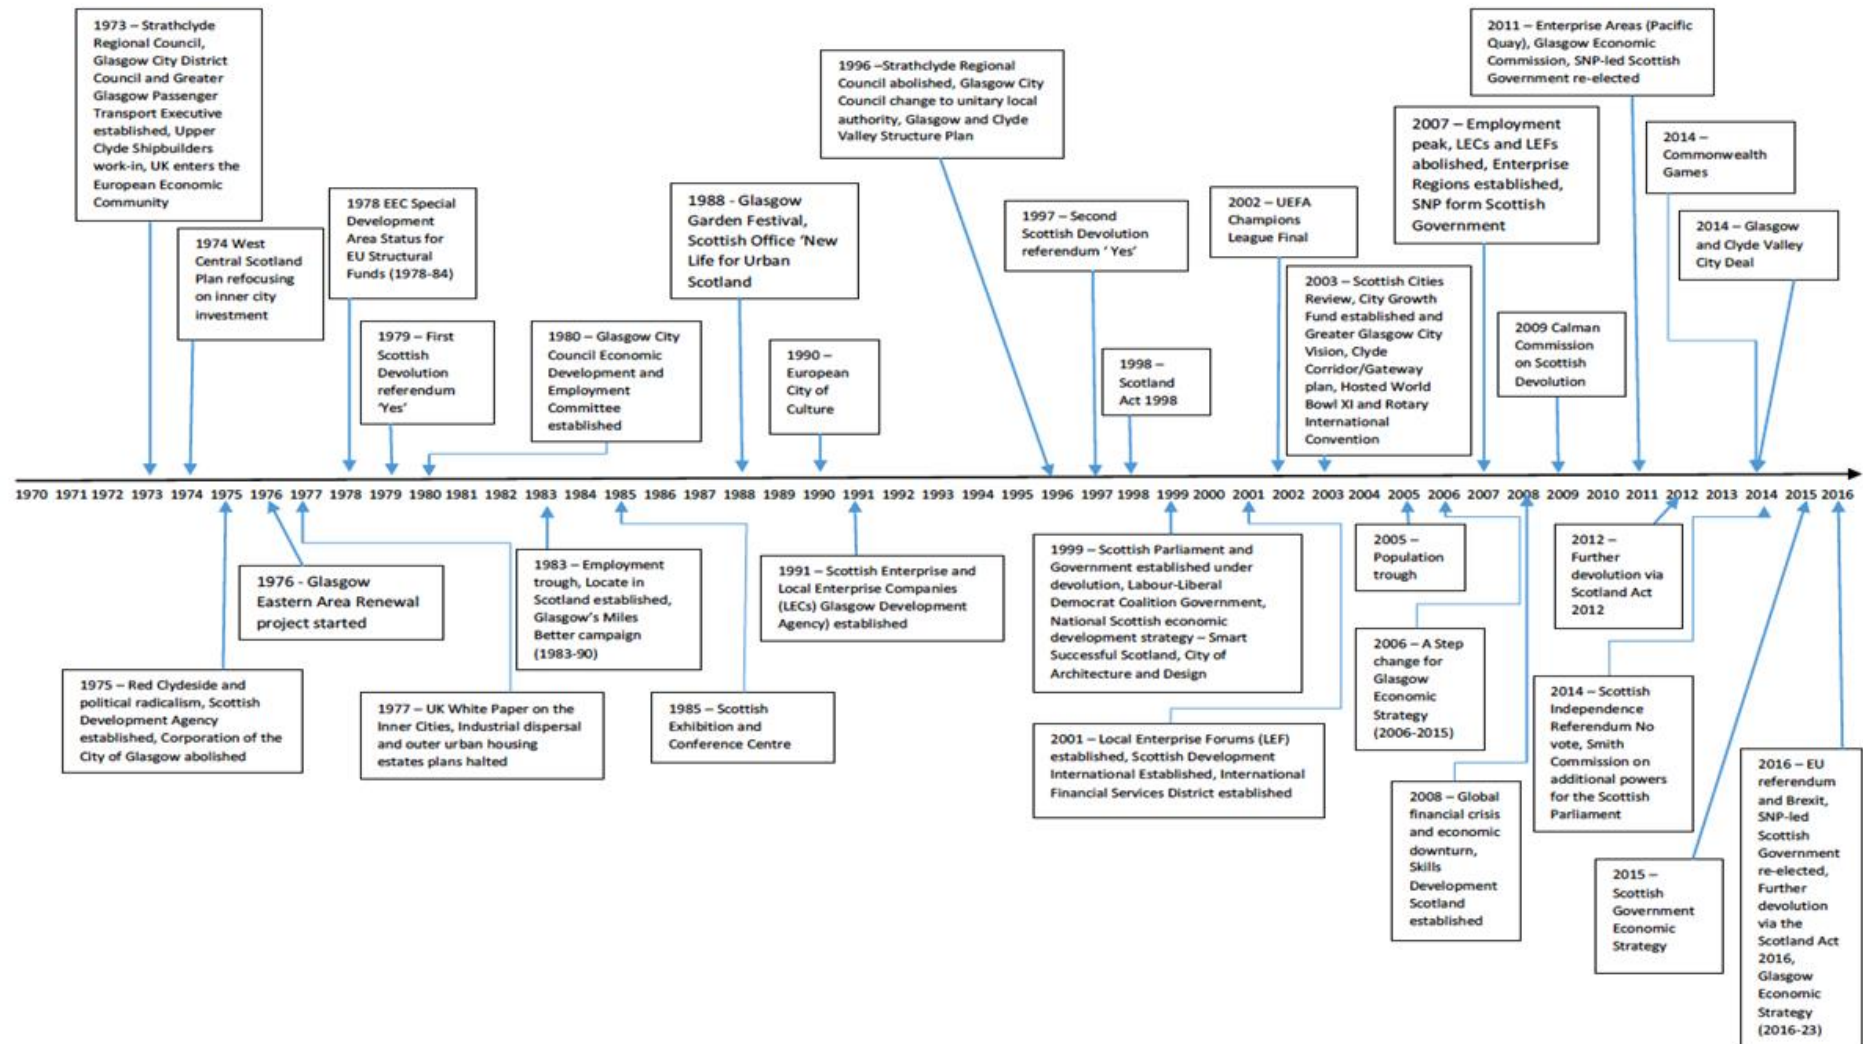 1973 – Strathclyde
Regional Council,
Glasgow City District
Council and Greater
Glasgow Passenger
Transport Executive
established, Upper
Clyde Shipbuilders
work-in, UK enters the
European Economic
Community
1974 West
Central Scotland
Plan refocusing
on inner city
investment
1978 EEC Special
Development
Area Status for
EU Structural
Funds (1978-84)
1979 – First
Scottish
Devolution
referendum
‘Yes’
1980 – Glasgow City
Council Economic
Development and
Employment
Committee
established
1988 - Glasgow
Garden Festival,
Scottish Office ‘New
Life for Urban
Scotland
1990 –
European
City of
Culture
1996 –Strathclyde Regional
Council abolished, Glasgow City
Council change to unitary local
authority, Glasgow and Clyde
Valley Structure Plan
1997 – Second
Scottish Devolution
referendum ‘ Yes’
1998 –
Scotland
Act 1998
2002 – UEFA
Champions
League Final
2003 – Scottish Cities
Review, City Growth
Fund established and
Greater Glasgow City
Vision, Clyde
Corridor/Gateway
plan, Hosted World
Bowl XI and Rotary
International
Convention
2007 – Employment
peak, LECs and LEFs
abolished, Enterprise
Regions established,
SNP form Scottish
Government
2009 Calman
Commission
on Scottish
Devolution
2011 – Enterprise Areas (Pacific
Quay), Glasgow Economic
Commission, SNP-led Scottish
Government re-elected
2014 –
Commonwealth
Games
2014 – Glasgow
and Clyde Valley
City Deal
1970 1971 1972 1973 1974 1975 1976 1977 1978 1979 1980 1981 1982 1983 1984 1985 1986 1987 1988 1989 1990 1991 1992 1993 1994 1995 1996 1997 1998 1999 2000 2001 2002 2003 2004 2005 2006 2007 2008 2009 2010 2011 2012 2013 2014 2015 2016
1975 – Red Clydeside and
political radicalism, Scottish
Development Agency
established, Corporation of the
City of Glasgow abolished
1976 - Glasgow
Eastern Area Renewal
project started
1977 – UK White Paper on the
Inner Cities, Industrial dispersal
and outer urban housing
estates plans halted
1983 – Employment
trough, Locate in
Scotland established,
Glasgow’s Miles
Better campaign
(1983-90)
1985 – Scottish
Exhibition and
Conference Centre
1991 – Scottish Enterprise and
Local Enterprise Companies
(LECs) Glasgow Development
Agency) established
1999 – Scottish Parliament and
Government established under
devolution, Labour-Liberal
Democrat Coalition Government,
National Scottish economic
development strategy – Smart
Successful Scotland, City of
Architecture and Design
2001 – Local Enterprise Forums (LEF)
established, Scottish Development
International Established, International
Financial Services District established
2005 –
Population
trough
2006 – A Step
change for
Glasgow
Economic
Strategy
(2006-2015)
2008 – Global
financial crisis
and economic
downturn,
Skills
Development
Scotland
established
2012 –
Further
devolution via
Scotland Act
2012
2014 – Scottish
Independence
Referendum No
vote, Smith
Commission on
additional powers
for the Scottish
Parliament
2015 –
Scottish
Government
Economic
Strategy
2016 – EU
referendum
and Brexit,
SNP-led
Scottish
Government
re-elected,
Further
devolution
via the
Scotland Act
2016,
Glasgow
Economic
Strategy
(2016-23)